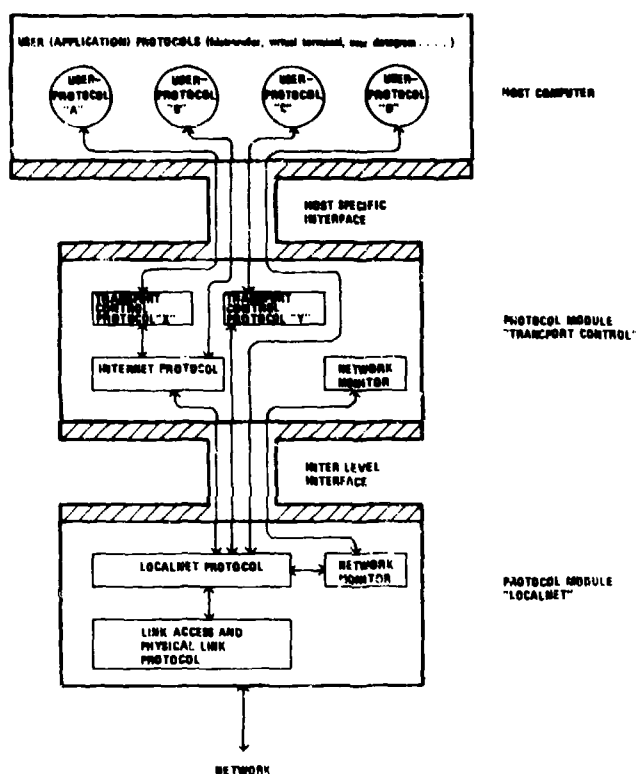 USER (APPLICATION) PROTOCOLS (filetransfer, virtual terminal, user datagram . . . . )
USER-
PROTOCOL
"A"
USER-
PROTOCOL
"B"
USER-
PROTOCOL
"C"
USER-
PROTOCOL
"D"
HOST COMPUTER
HOST SPECIFIC
INTERFACE
TRANSPORT
CONTROL
PROTOCOL "X"
TRANSPORT
CONTROL
PROTOCOL "Y"
PROTOCOL MODULE
"TRANSPORT CONTROL"
INTERNET PROTOCOL
NETWORK
MONITOR
INTER LEVEL
INTERFACE
LOCALNET PROTOCOL
NETWORK
MONITOR
PROTOCOL MODULE
"LOCALNET"
LINK ACCESS AND
PHYSICAL LINK
PROTOCOL
NETWORK